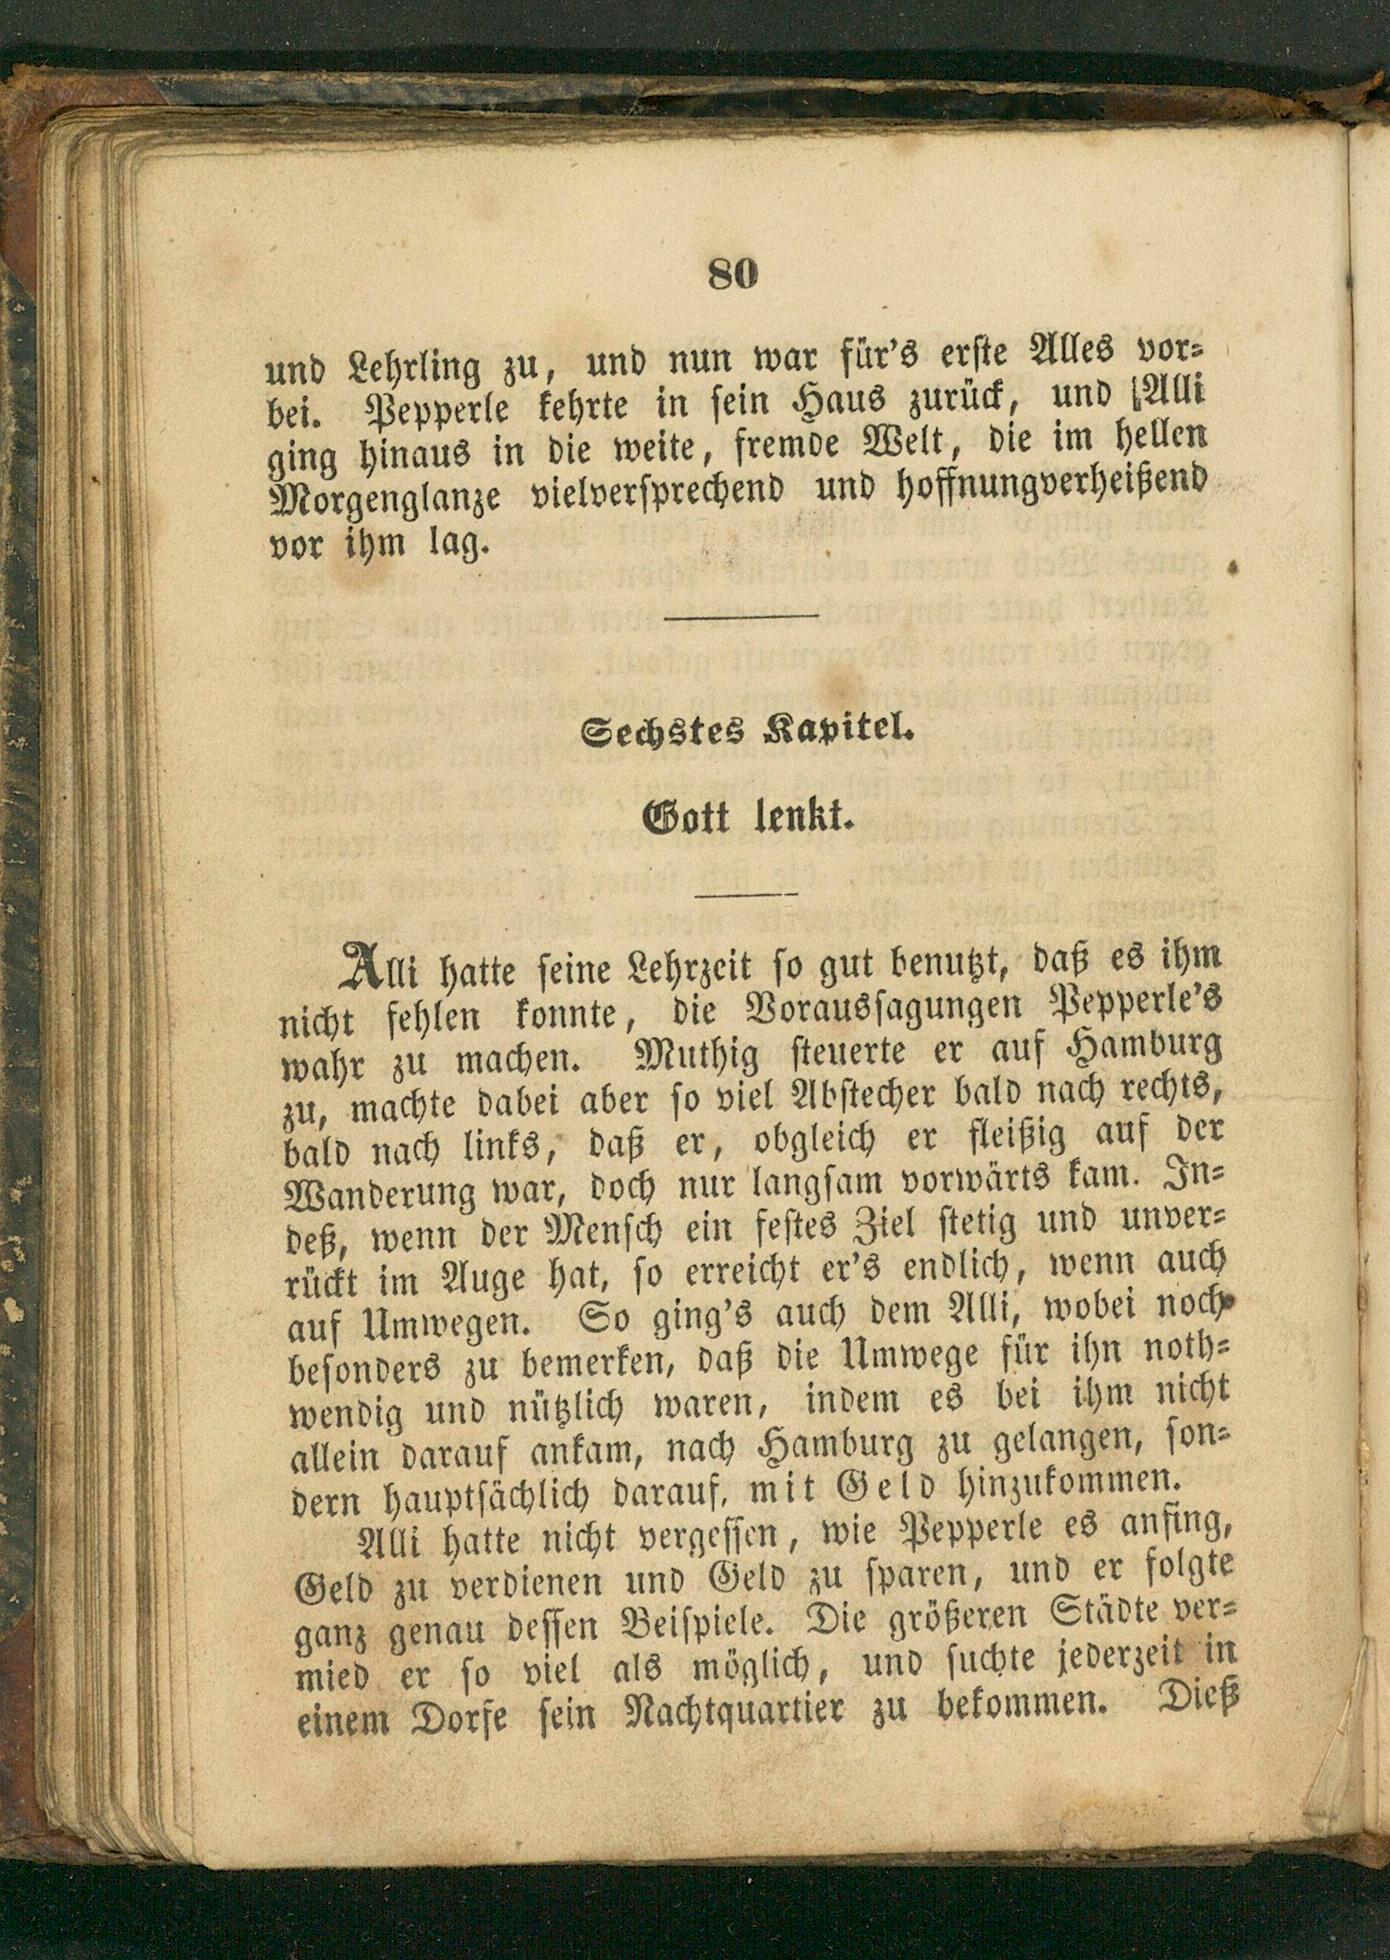 80
und Lehrling zu, und nun war für's erste Alles vor-
bei. Pepperle kehrte in sein Haus zurück, und Alli
ging hinaus in die weite, fremde Welt, die im hellen
Morgenglanze vielversprechend und hoffnungverheißend
vor ihm lag.
Sechstes Kapitel.
Gott lenkt.
Alli hatte seine Lehrzeit so gut benutzt, daß es ihm
nicht fehlen konnte, die Voraussagungen Pepperle's
wahr zu machen. Muthig steuerte er auf Hamburg
zu, machte dabei aber so viel Abstecher bald nach rechts,
bald nach links, daß er, obgleich er fleißig auf der
Wanderung war, doch nur langsam vorwärts kam. In-
deß, wenn der Mensch ein festes Ziel stetig und unver-
rückt im Auge hat, so erreicht er's endlich, wenn auch
auf Umwegen. So ging's auch dem Alli, wobei noch
besonders zu bemerken, daß die Umwege für ihn noth-
wendig und nützlich waren, indem es bei ihm nicht
allein darauf ankam, nach Hamburg zu gelangen, son-
dern hauptsächlich darauf, mit Geld hinzukommen.
Alli hatte nicht vergessen, wie Pepperle es anfing,
Geld zu verdienen und Geld zu sparen, und er folgte
ganz genau dessen Beispiele. Die größeren Städte ver-
mied er so viel als möglich, und suchte jederzeit in
einem Dorfe sein Nachtquartier zu bekommen. Dieß